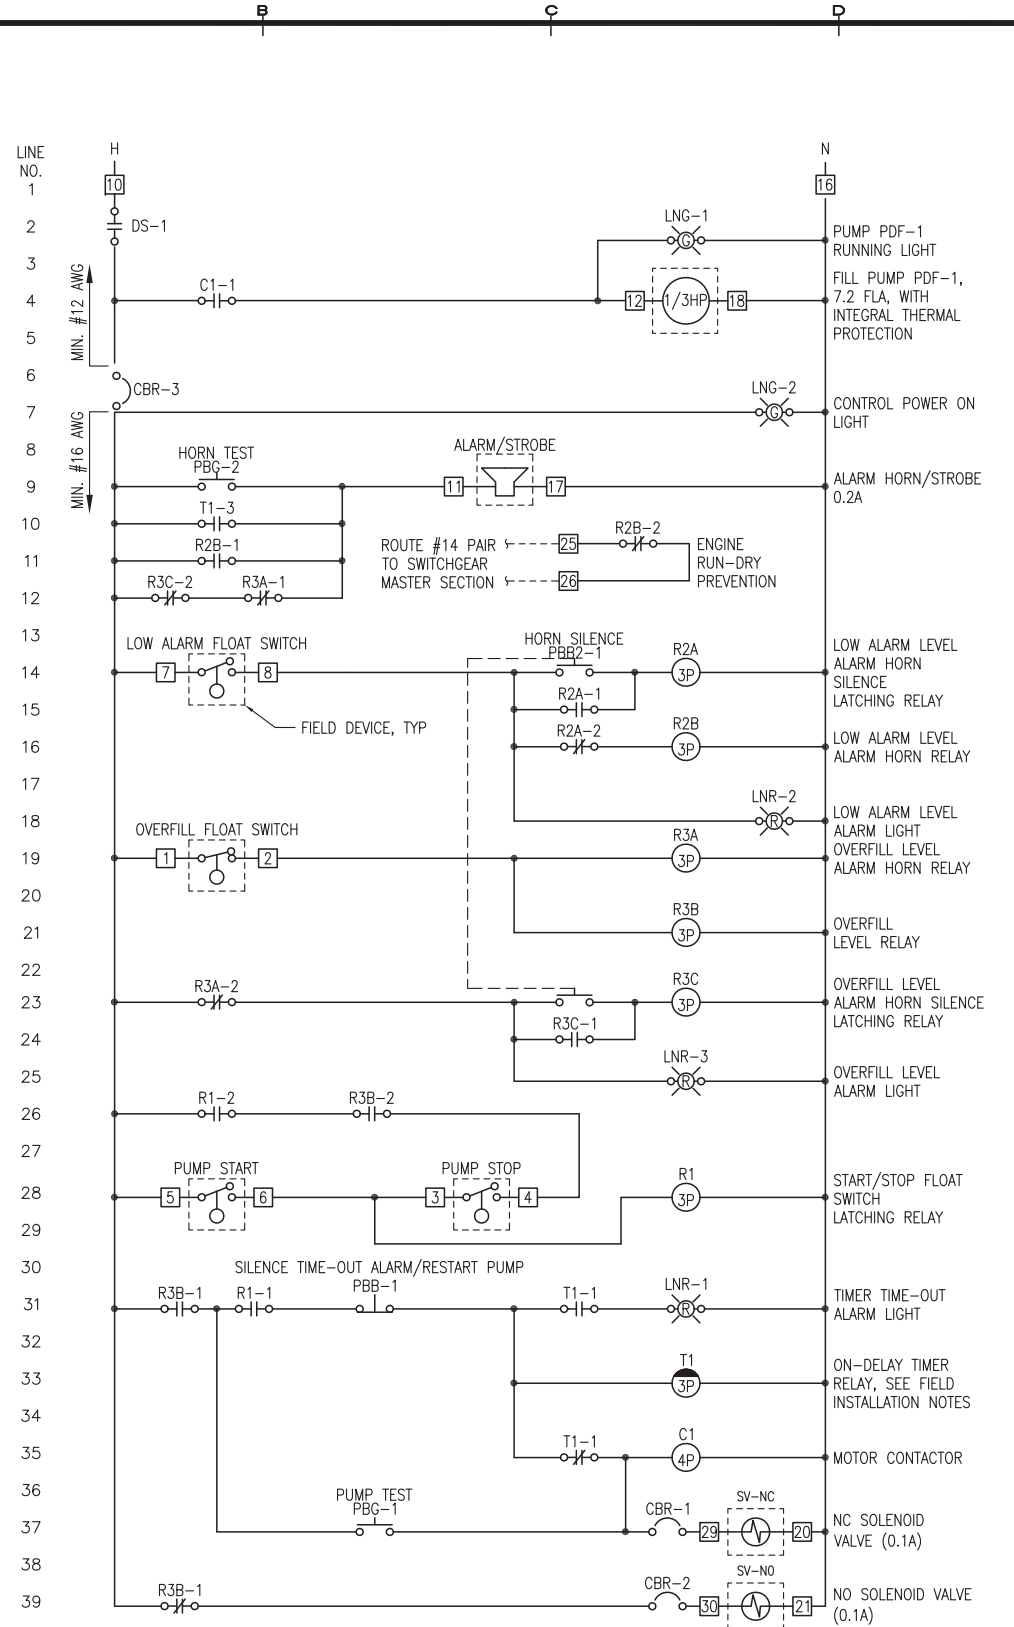 B C D
LINE
NO.
H N
1 10 16
2 DS-1
LNG-1
G
PUMP PDF-1
RUNNING LIGHT
3
MIN. #12 AWG
4 C1-1 12 1/3HP 18
FILL PUMP PDF-1,
7.2 FLA, WITH
INTEGRAL THERMAL
PROTECTION
5
6
CBR-3
LNG-2
7 G
CONTROL POWER ON
LIGHT
MIN. #16 AWG
8
HORN TEST
PBG-2
ALARM/STROBE
9 11 17
ALARM HORN/STROBE
0.2A
10 T1-3
ROUTE #14 PAIR
TO SWITCHGEAR
MASTER SECTION
25 R2B-2
26
ENGINE
RUN-DRY
PREVENTION
11 R2B-1
12 R3C-2 R3A-1
13
LOW ALARM FLOAT SWITCH
HORN SILENCE
PBB2-1
14 7 8
R2A
3P
LOW ALARM LEVEL
ALARM HORN
SILENCE
LATCHING RELAY
15 R2A-1
FIELD DEVICE, TYP
16 R2A-2
R2B
3P
LOW ALARM LEVEL
ALARM HORN RELAY
17
LNR-2
18 R
LOW ALARM LEVEL
ALARM LIGHT
OVERFILL FLOAT SWITCH
19 1 2
R3A
3P
OVERFILL LEVEL
ALARM HORN RELAY
20
R3B
21 3P
OVERFILL
LEVEL RELAY
22
23 R3A-2
R3C
3P
OVERFILL LEVEL
ALARM HORN SILENCE
LATCHING RELAY
24 R3C-1
LNR-3
25 R
OVERFILL LEVEL
ALARM LIGHT
26 R1-2 R3B-2
27
PUMP START PUMP STOP
28 5 6 3 4
R1
3P
START/STOP FLOAT
SWITCH
LATCHING RELAY
29
30
SILENCE TIME-OUT ALARM/RESTART PUMP
PBB-1
31 R3B-1 R1-1 T1-1
LNR-1
R
TIMER TIME-OUT
ALARM LIGHT
32
33
T1
3P
ON-DELAY TIMER
RELAY, SEE FIELD
INSTALLATION NOTES
34
35 T1-1
C1
4P
MOTOR CONTACTOR
36
PUMP TEST
PBG-1
37 CBR-1 29
SV-NC
20
NC SOLENOID
VALVE (0.1A)
38
39 R3B-1 CBR-2 30
SV-NO
21
NO SOLENOID VALVE
(0.1A)